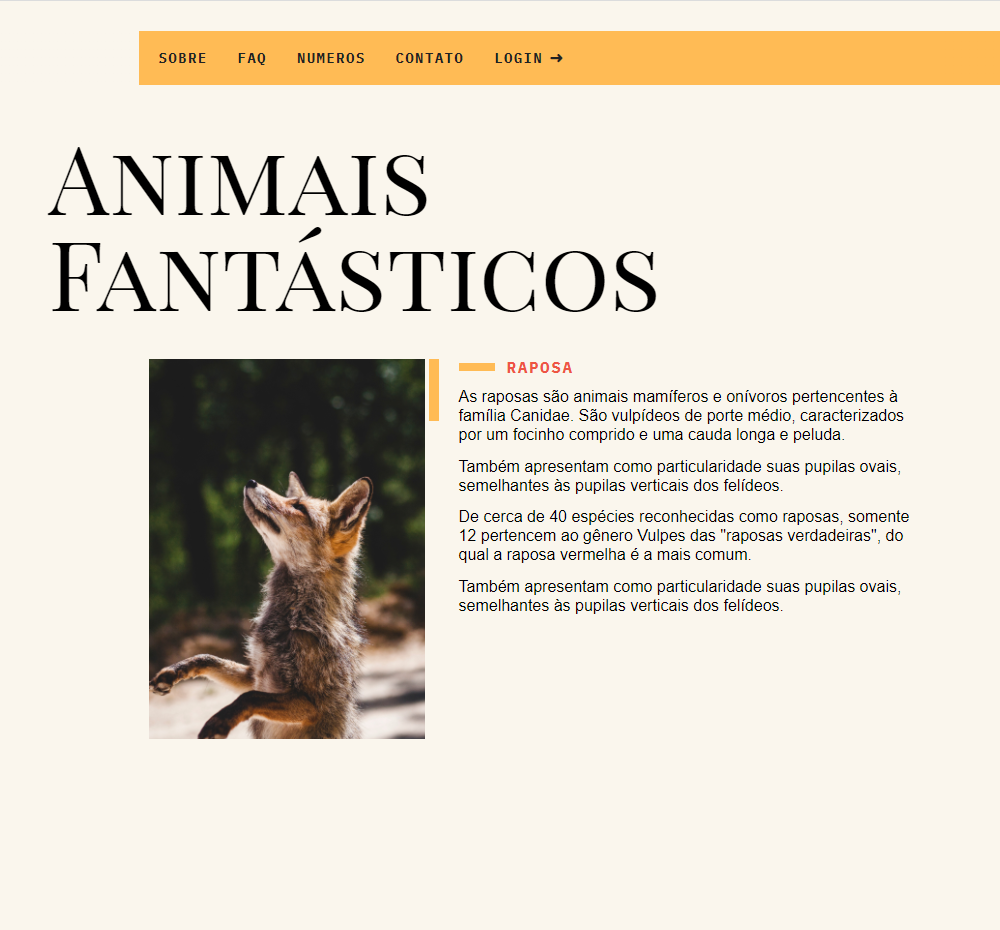 SOBRE FAQ NUMEROS CONTATO LOGIN ➜
Animais
Fantásticos
RAPOSA
As raposas são animais mamíferos e onívoros pertencentes à
família Canidae. São vulpídeos de porte médio, caracterizados
por um focinho comprido e uma cauda longa e peluda.
Também apresentam como particularidade suas pupilas ovais,
semelhantes às pupilas verticais dos felídeos.
De cerca de 40 espécies reconhecidas como raposas, somente
12 pertencem ao gênero Vulpes das "raposas verdadeiras", do
qual a raposa vermelha é a mais comum.
Também apresentam como particularidade suas pupilas ovais,
semelhantes às pupilas verticais dos felídeos.